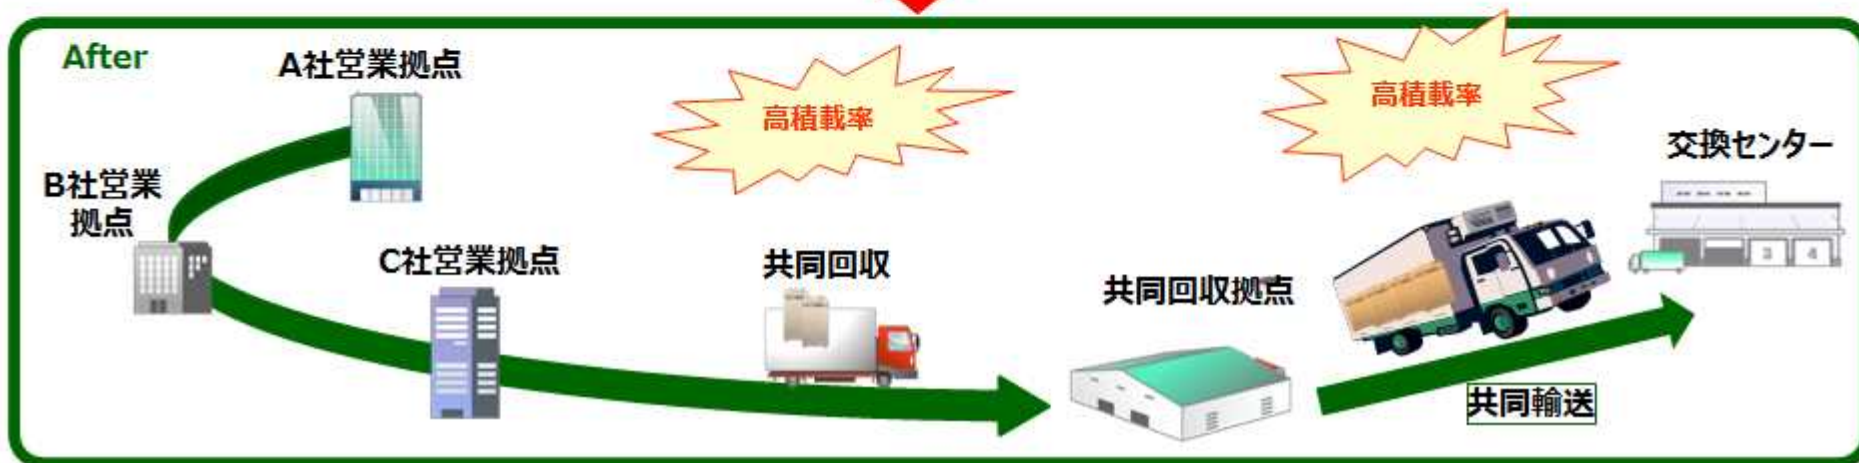 After
A社営業拠点
高積載率
高積載率
交換センター
B社営業
拠点
C社営業拠点
共同回収
共同回収拠点
3 4
共同輸送